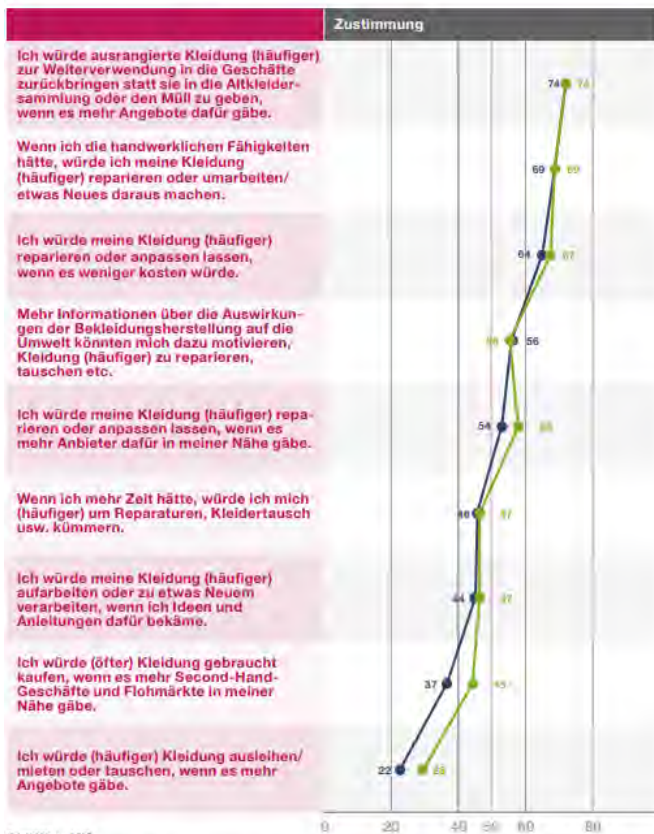 Zustimmung
Ich würde ausrangierte Kleidung (häufiger)
zur Weiterverwendung in die Geschäfte
zurückbringen statt sie in die Altkleider-
sammlung oder den Müll zu geben,
wenn es mehr Angebote dafür gäbe.
74 74
Wenn ich die handwerklichen Fähigkeiten
hätte, würde ich meine Kleidung
(häufiger) reparieren oder umarbeiten/
etwas Neues daraus machen.
69 69
Ich würde meine Kleidung (häufiger)
reparieren oder anpassen lassen,
wenn es weniger kosten würde.
64 67
Mehr Informationen über die Auswirkun-
gen der Bekleidungsherstellung auf die
Umwelt könnten mich dazu motivieren,
Kleidung (häufiger) zu reparieren,
tauschen etc.
56
Ich würde meine Kleidung (häufiger) repa-
rieren oder anpassen lassen, wenn es
mehr Anbieter dafür in meiner Nähe gäbe.
54
Wenn ich mehr Zeit hätte, würde ich mich
(häufiger) um Reparaturen, Kleidertausch
usw. kümmern.
46 47
Ich würde meine Kleidung (häufiger)
aufarbeiten oder zu etwas Neuem
verarbeiten, wenn ich Ideen und
Anleitungen dafür bekäme.
44 47
Ich würde (öfter) Kleidung gebraucht
kaufen, wenn es mehr Second-Hand-
Geschäfte und Flohmärkte in meiner
Nähe gäbe.
37 45
Ich würde (häufiger) Kleidung ausleihen/
mieten oder tauschen, wenn es mehr
Angebote gäbe.
22
0 20 40 50 60 80